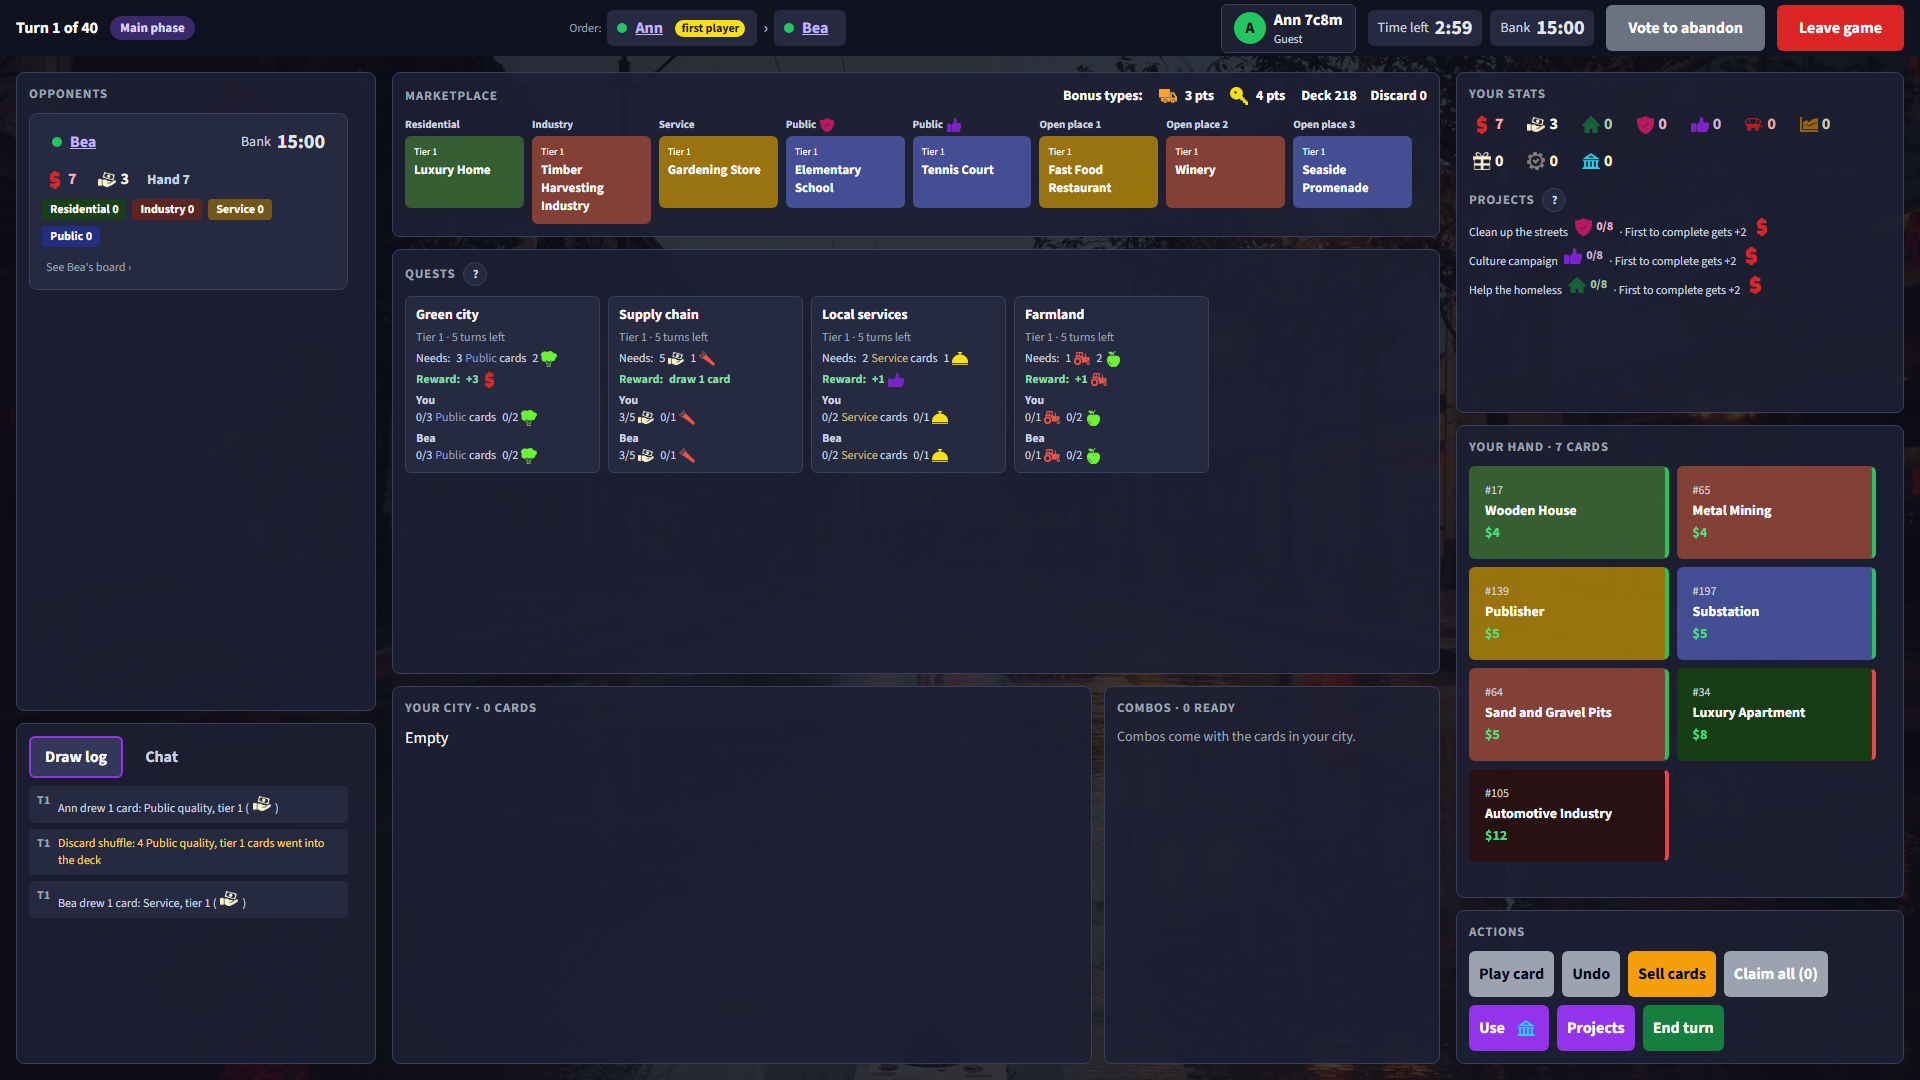 Turn 1 of 40
Main phase
Order:
Ann
first player
›
Bea
A
Ann 7c8m
Guest
Time left 2:59
Bank 15:00
Vote to abandon
Leave game
OPPONENTS
Bea
Bank 15:00
7
3
Hand 7
Residential 0
Industry 0
Service 0
Public 0
See Bea's board ›
Draw log
Chat
T1 Ann drew 1 card: Public quality, tier 1 ( )
T1 Discard shuffle: 4 Public quality, tier 1 cards went into
the deck
T1 Bea drew 1 card: Service, tier 1 ( )
MARKETPLACE
Bonus types: 3 pts 4 pts Deck 218 Discard 0
Residential
Tier 1
Luxury Home
Industry
Tier 1
Timber
Harvesting
Industry
Service
Tier 1
Gardening Store
Public
Tier 1
Elementary
School
Public
Tier 1
Tennis Court
Open place 1
Tier 1
Fast Food
Restaurant
Open place 2
Tier 1
Winery
Open place 3
Tier 1
Seaside
Promenade
QUESTS ?
Green city
Tier 1 · 5 turns left
Needs: 3 Public cards 2
Reward: +3
You
0/3 Public cards 0/2
Bea
0/3 Public cards 0/2
Supply chain
Tier 1 · 5 turns left
Needs: 5 1
Reward: draw 1 card
You
3/5 0/1
Bea
3/5 0/1
Local services
Tier 1 · 5 turns left
Needs: 2 Service cards 1
Reward: +1
You
0/2 Service cards 0/1
Bea
0/2 Service cards 0/1
Farmland
Tier 1 · 5 turns left
Needs: 1 2
Reward: +1
You
0/1 0/2
Bea
0/1 0/2
YOUR CITY · 0 CARDS
Empty
COMBOS · 0 READY
Combos come with the cards in your city.
YOUR STATS
7 3 0 0 0 0 0
0 0 0
PROJECTS ?
Clean up the streets 0/8 · First to complete gets +2
Culture campaign 0/8 · First to complete gets +2
Help the homeless 0/8 · First to complete gets +2
YOUR HAND · 7 CARDS
#17
Wooden House
$4
#65
Metal Mining
$4
#139
Publisher
$5
#197
Substation
$5
#64
Sand and Gravel Pits
$5
#34
Luxury Apartment
$8
#105
Automotive Industry
$12
ACTIONS
Play card
Undo
Sell cards
Claim all (0)
Use
Projects
End turn